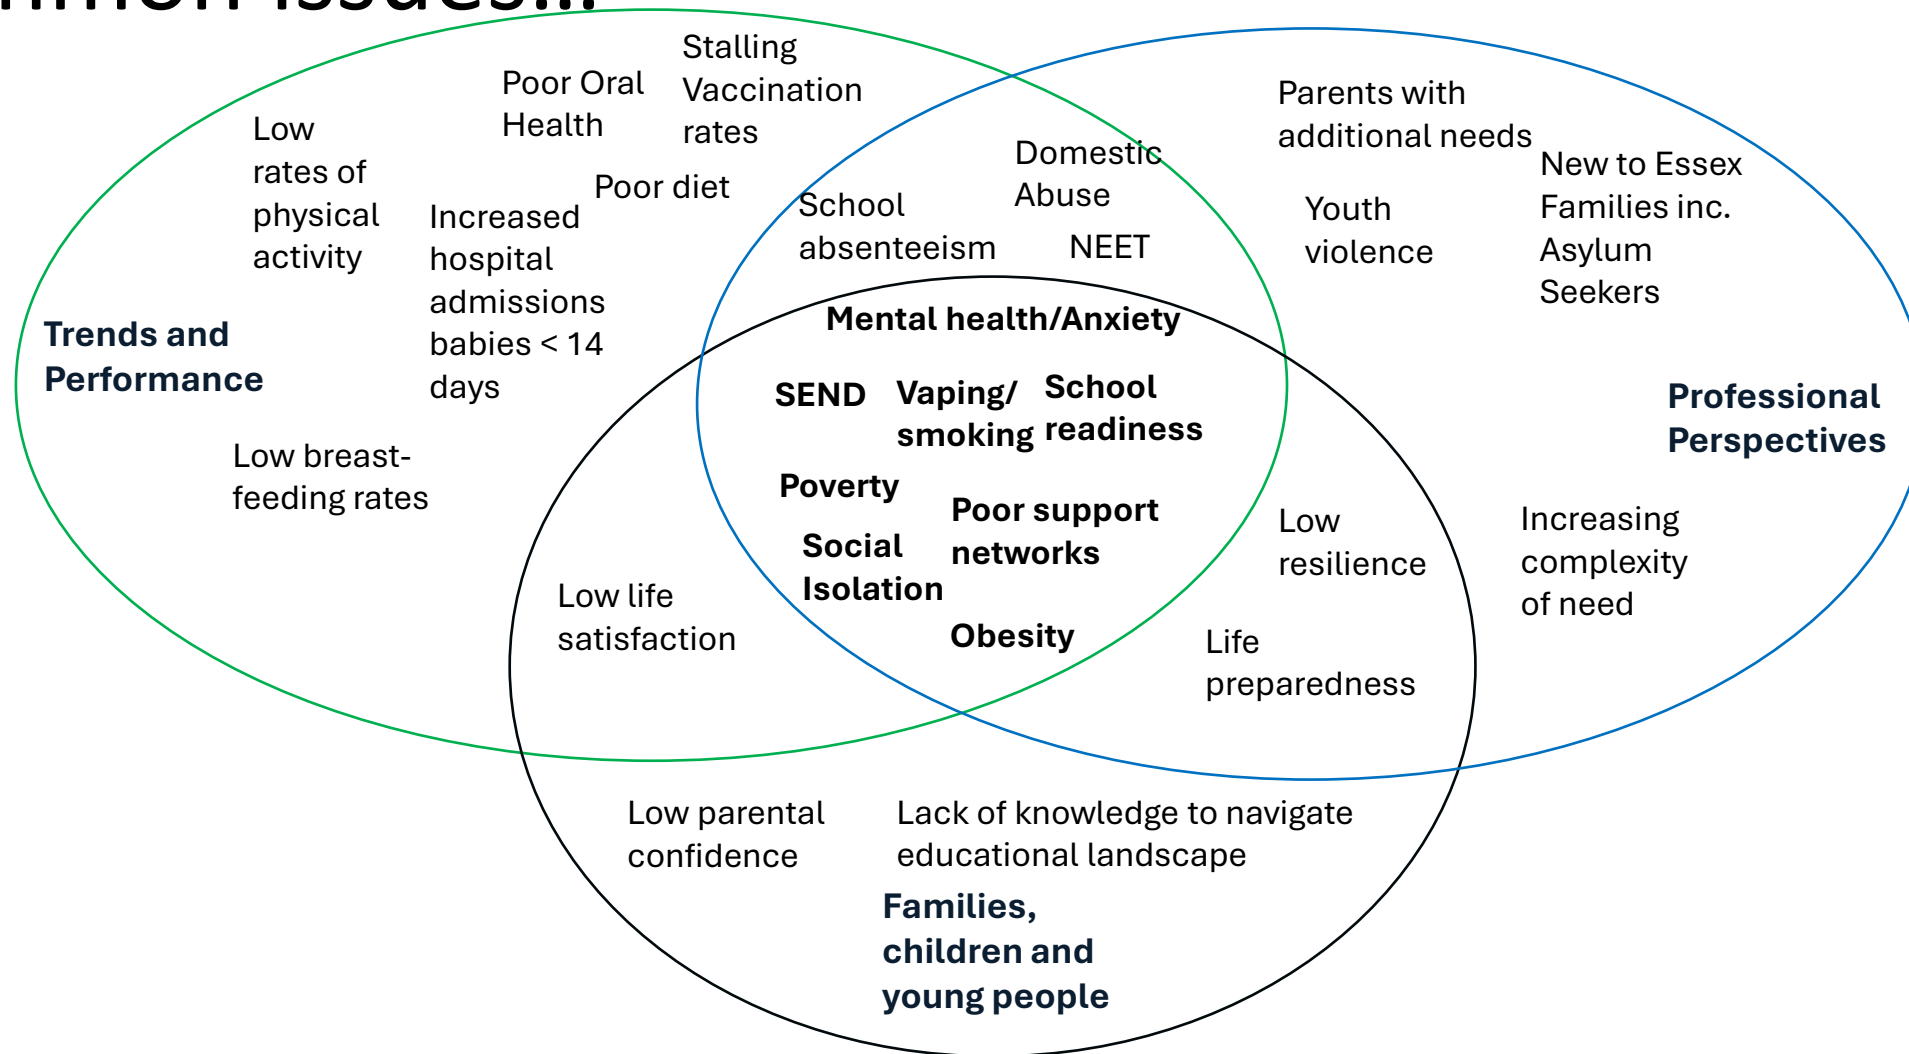 issues...
Stalling
Vaccination
rates
Poor Oral
Health
Low
rates of
physical
activity
Poor diet
Increased
hospital
admissions
babies < 14
days
Trends and
Performance
Low breast-
feeding rates
School
absenteeism
Domestic
Abuse
NEET
Parents with
additional needs
Youth
violence
New to Essex
Families inc.
Asylum
Seekers
Professional
Perspectives
Increasing
complexity
of need
Mental health/Anxiety
SEND
Vaping/
smoking
School
readiness
Poverty
Poor support
networks
Social
Isolation
Obesity
Low life
satisfaction
Low
resilience
Life
preparedness
Low parental
confidence
Lack of knowledge to navigate
educational landscape
Families,
children and
young people